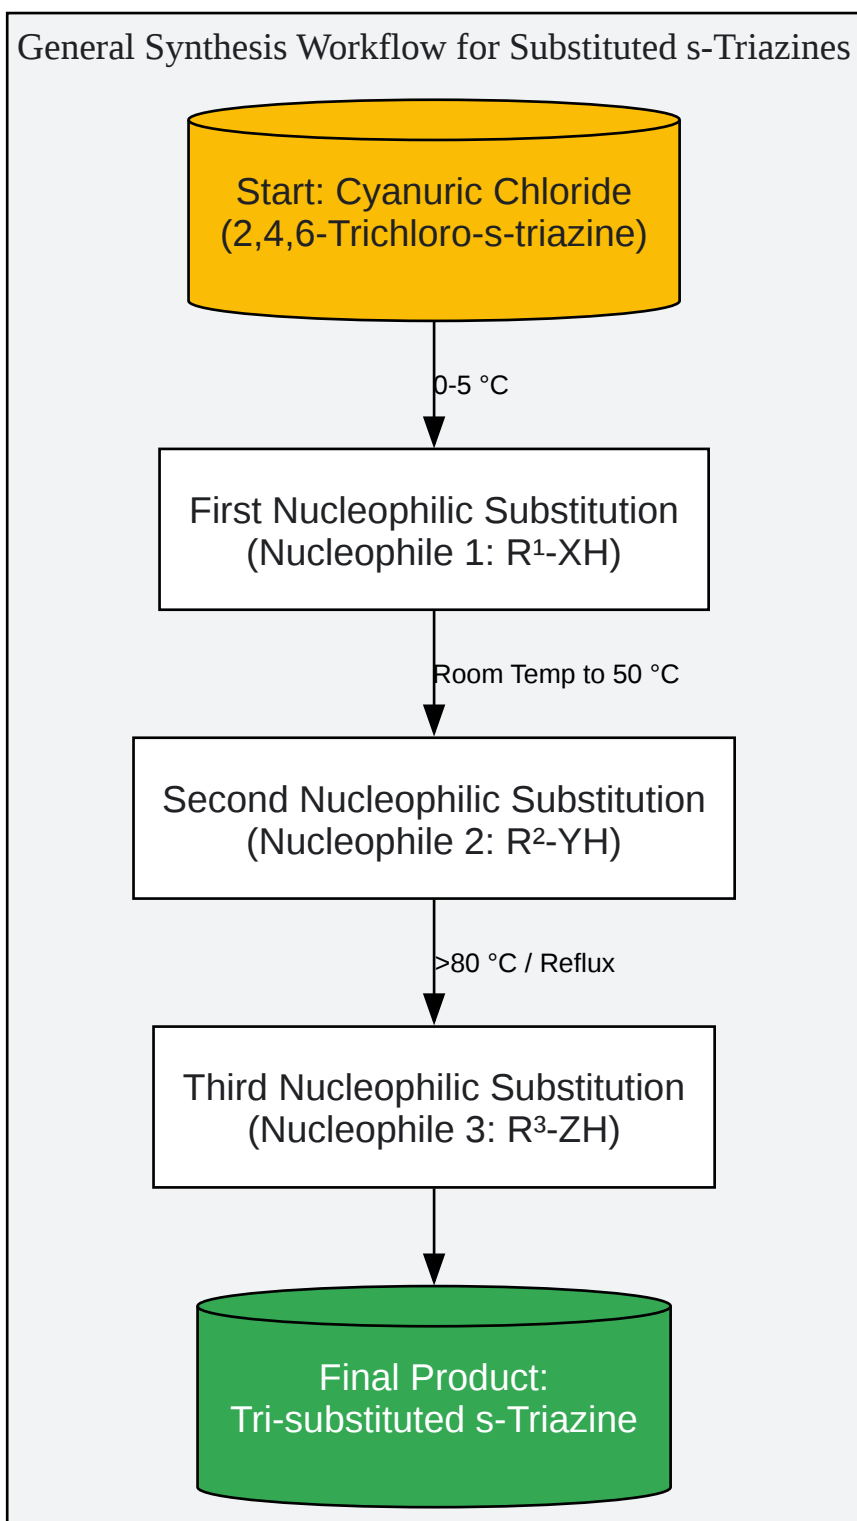 General Synthesis Workflow for Substituted s-Triazines
Start: Cyanuric Chloride
(2,4,6-Trichloro-s-triazine)
0-5 °C
First Nucleophilic Substitution
(Nucleophile 1: R¹-XH)
Room Temp to 50 °C
Second Nucleophilic Substitution
(Nucleophile 2: R²-YH)
>80 °C / Reflux
Third Nucleophilic Substitution
(Nucleophile 3: R³-ZH)
Final Product:
Tri-substituted s-Triazine